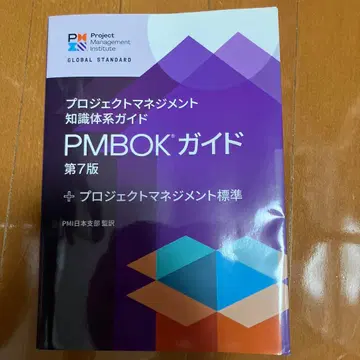 Project
Management
Institute
GLOBAL STANDARD
プロジェクトマネジメント
知識体系ガイド
PMBOK® ガイド
第7版
+ プロジェクトマネジメント標準
PMI日本支部 監訳